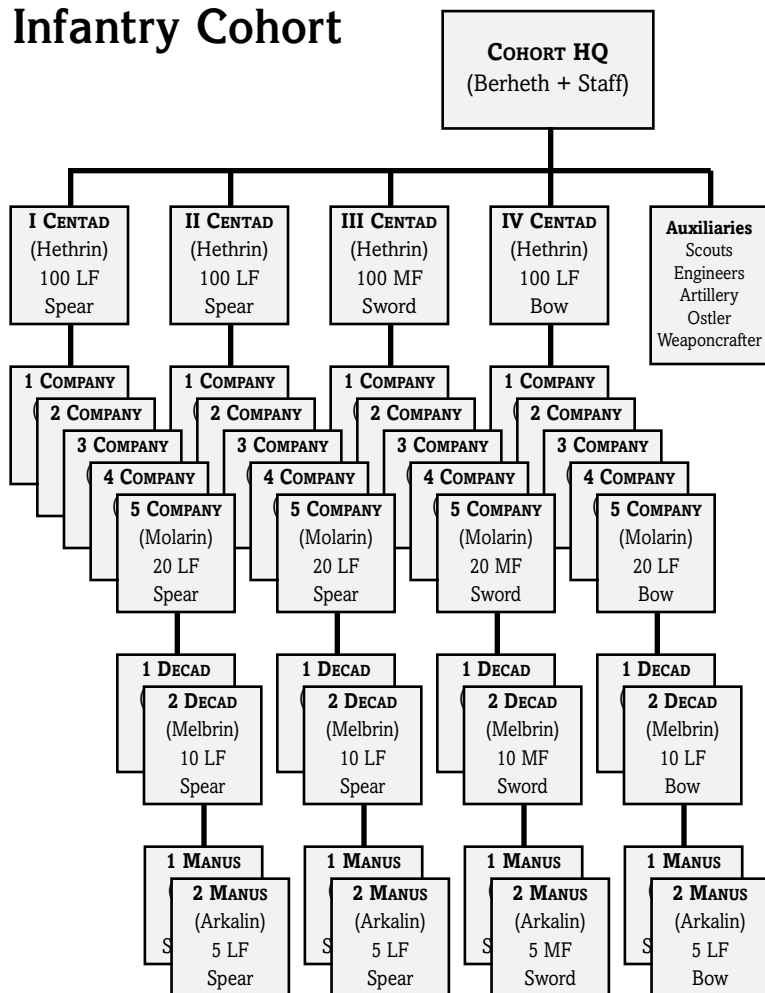 Infantry Cohort
COHORT HQ
(Berheth + Staff)
I CENTAD
(Hethrin)
100 LF
Spear
II CENTAD
(Hethrin)
100 LF
Spear
III CENTAD
(Hethrin)
100 MF
Sword
IV CENTAD
(Hethrin)
100 LF
Bow
Auxiliaries
Scouts
Engineers
Artillery
Ostler
Weaponcrafter
1 COMPANY
2 COMPANY
3 COMPANY
4 COMPANY
5 COMPANY
(Molarin)
20 LF
Spear
1 COMPANY
2 COMPANY
3 COMPANY
4 COMPANY
5 COMPANY
(Molarin)
20 LF
Spear
1 COMPANY
2 COMPANY
3 COMPANY
4 COMPANY
5 COMPANY
(Molarin)
20 MF
Sword
1 COMPANY
2 COMPANY
3 COMPANY
4 COMPANY
5 COMPANY
(Molarin)
20 LF
Bow
1 DECAD
2 DECAD
(Melbrin)
10 LF
Spear
1 DECAD
2 DECAD
(Melbrin)
10 LF
Spear
1 DECAD
2 DECAD
(Melbrin)
10 MF
Sword
1 DECAD
2 DECAD
(Melbrin)
10 LF
Bow
1 MANUS
2 MANUS
(Arkalin)
5 LF
Spear
1 MANUS
2 MANUS
(Arkalin)
5 LF
Spear
1 MANUS
2 MANUS
(Arkalin)
5 MF
Sword
1 MANUS
2 MANUS
(Arkalin)
5 LF
Bow